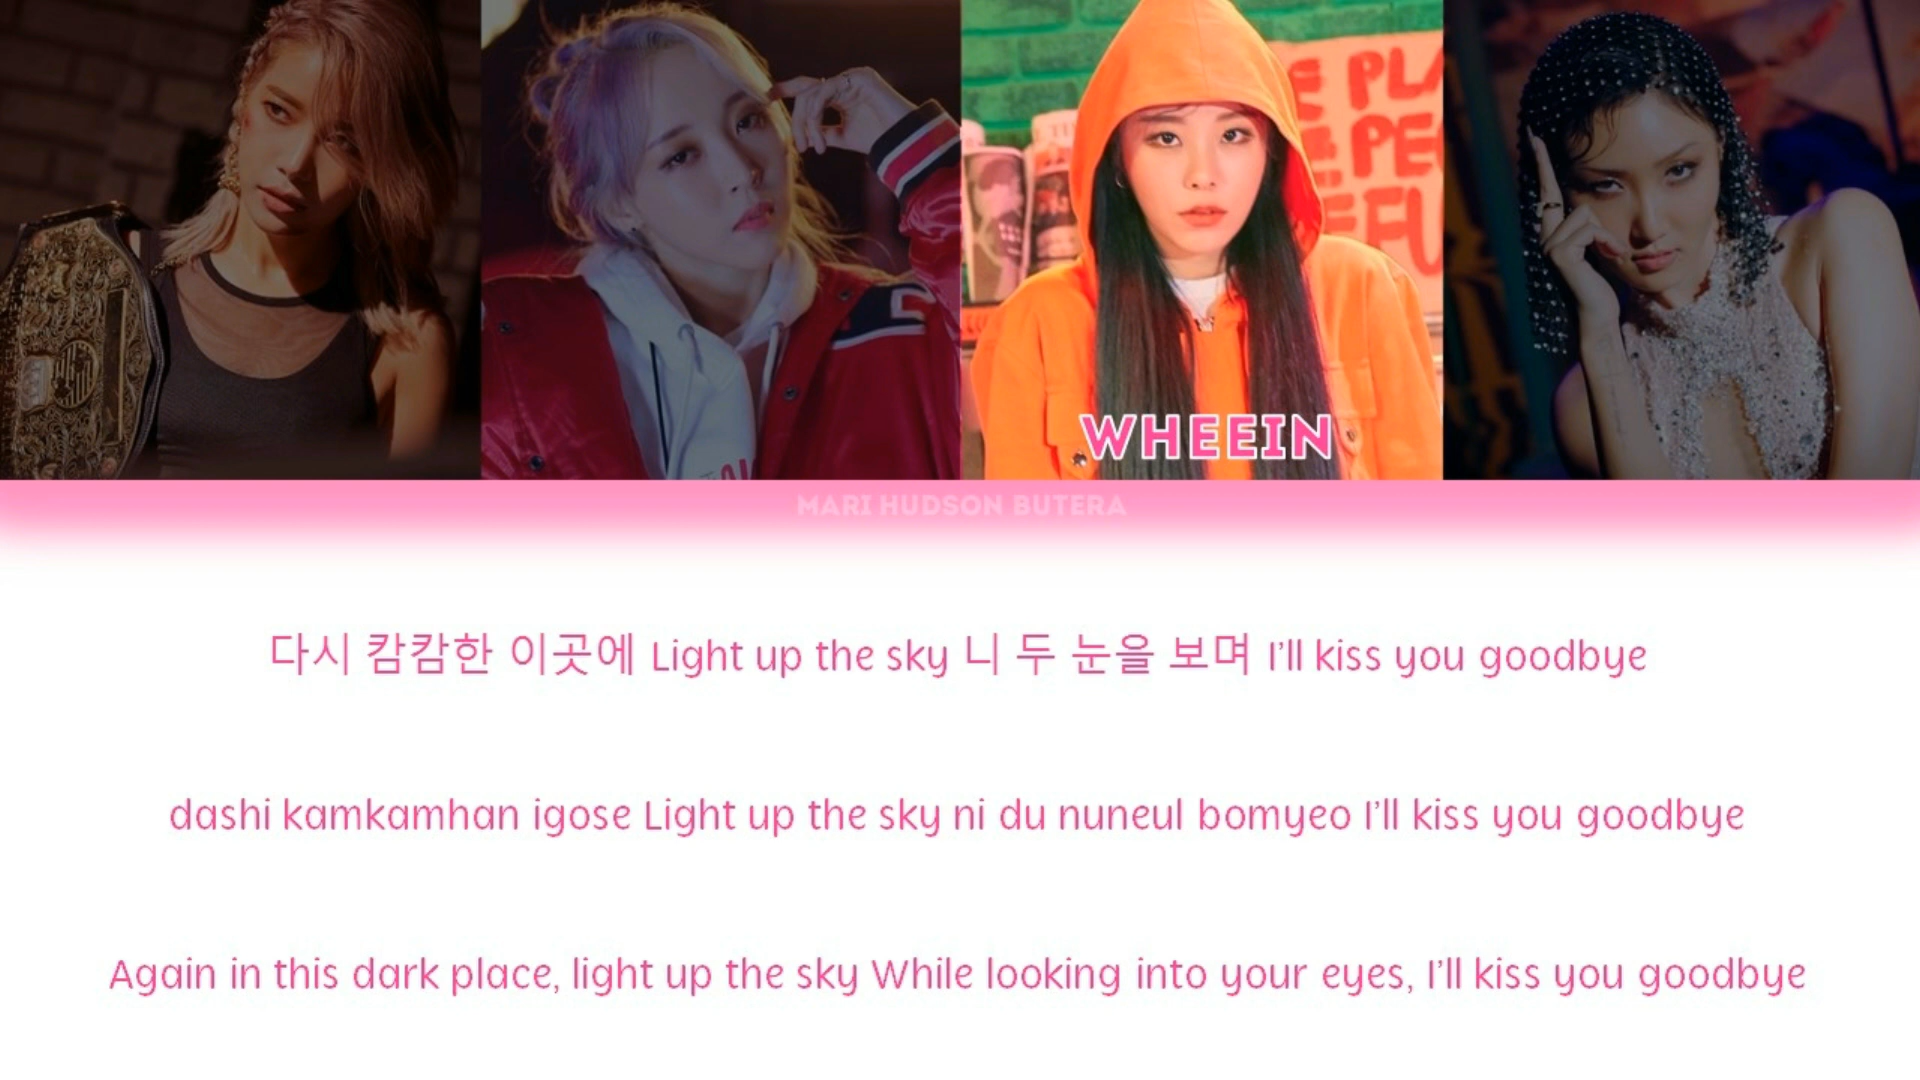 E PLA
E PEO
EFU
WHEEIN
MARI HUDSON BUTERA
다시 캄캄한 이곳에 Light up the sky 니 두 눈을 보며 I'll kiss you goodbye
dashi kamkamhan igose Light up the sky ni du nuneul bomyeo I'll kiss you goodbye
Again in this dark place, light up the sky While looking into your eyes, I'll kiss you goodbye